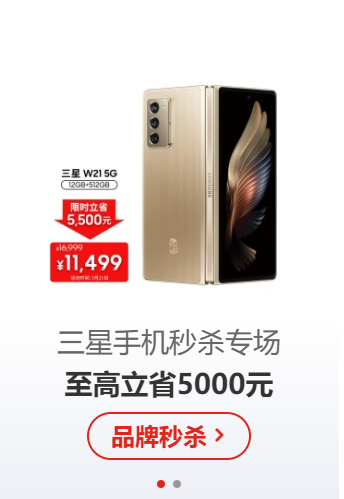 三星 W21 5G
12GB+512GB
限时立省
5,500元
¥16,999
¥11,499
三星手机秒杀专场
至高立省5000元
品牌秒杀 >